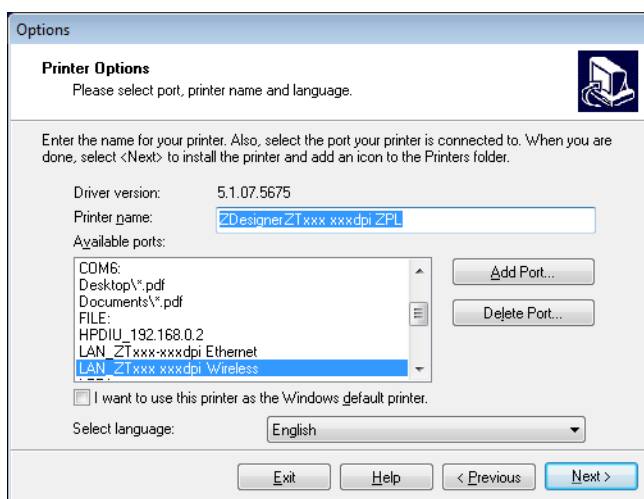 Options
Printer Options
Please select port, printer name and language.
Enter the name for your printer. Also, select the port your printer is connected to. When you are
done, select <Next> to install the printer and add an icon to the Printers folder.
Driver version: 5.1.07.5675
Printer name: ZDesignerZTxxx xxxdpi ZPL
Available ports:
COM6:
Desktop\*.pdf
Documents\*.pdf
FILE:
HPDIU_192.168.0.2
LAN_ZTxxx-xxxdpi Ethernet
LAN_ZTxxx xxxdpi Wireless
Add Port...
Delete Port...
I want to use this printer as the Windows default printer.
Select language: English
Exit Help < Previous Next >